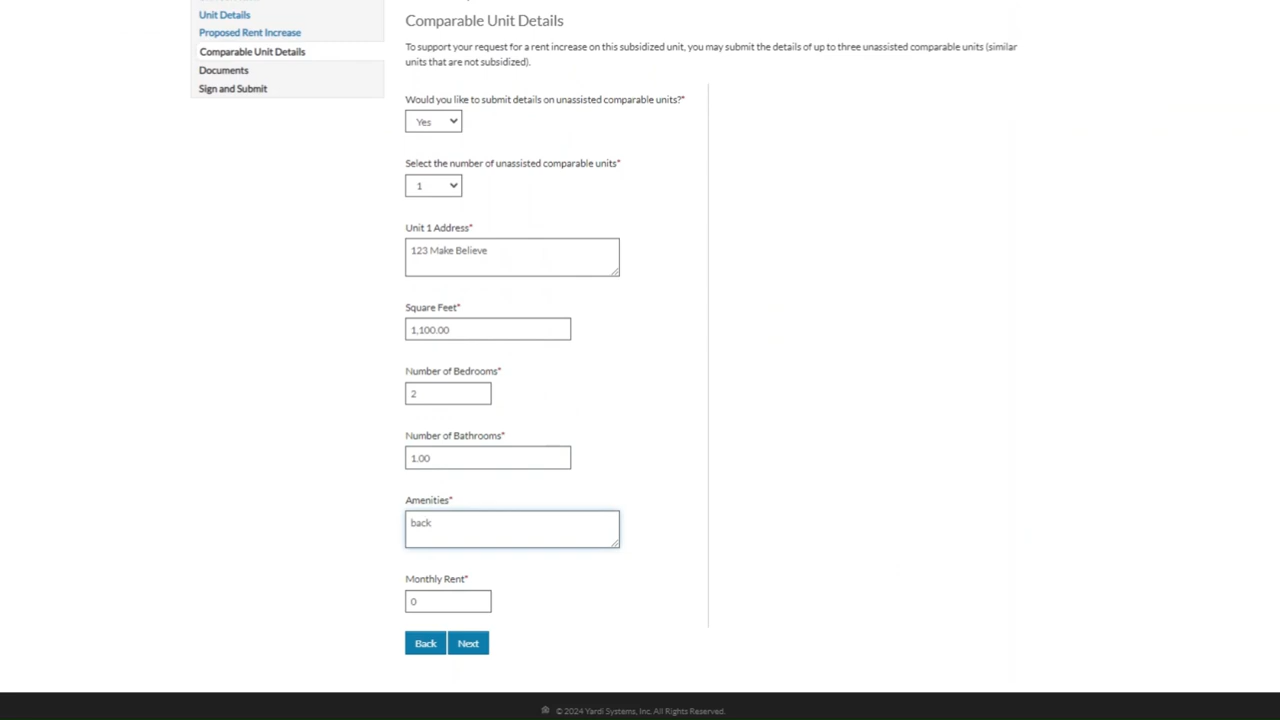 Unit Details
Proposed Rent Increase
Comparable Unit Details
Documents
Sign and Submit
Comparable Unit Details
To support your request for a rent increase on this subsidized unit, you may submit the details of up to three unassisted comparable units (similar
units that are not subsidized).
Would you like to submit details on unassisted comparable units?*
Yes
Select the number of unassisted comparable units*
1
Unit 1 Address*
123 Make Believe
Square Feet*
1,100.00
Number of Bedrooms*
2
Number of Bathrooms*
1.00
Amenities*
back
Monthly Rent*
0
Back Next
© 2024 Yardi Systems, Inc. All Rights Reserved.